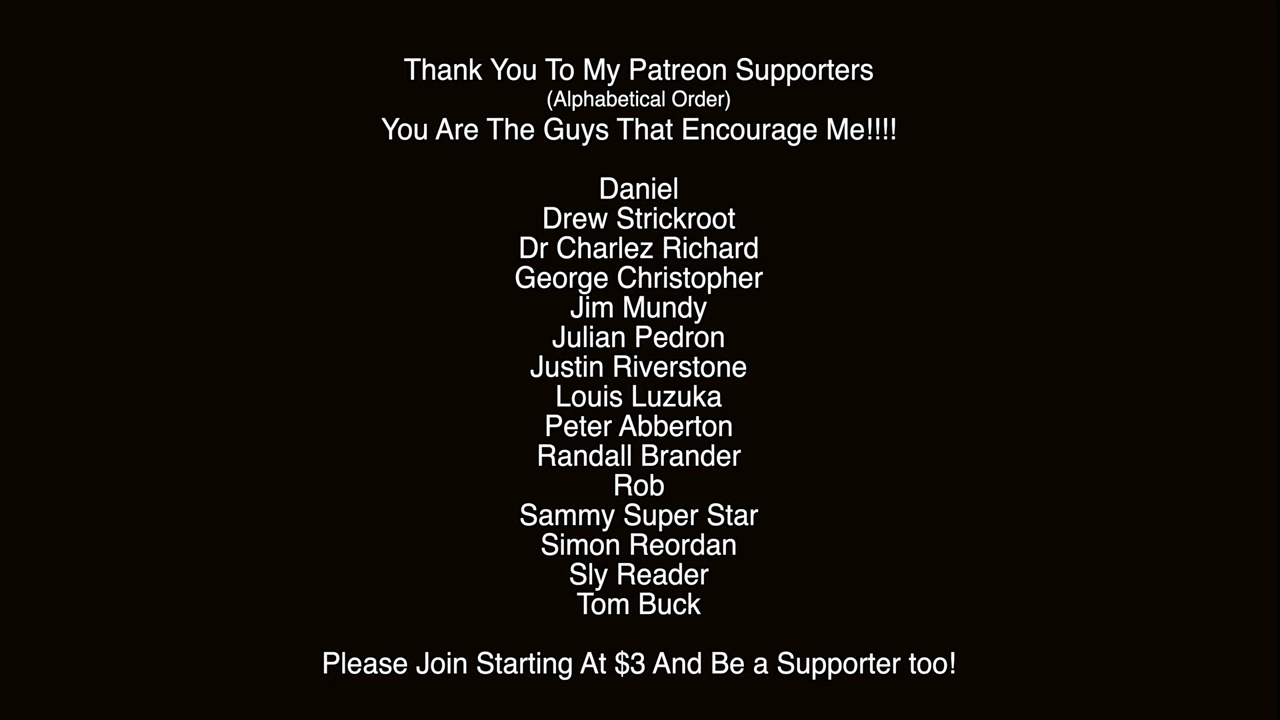 Thank You To My Patreon Supporters
(Alphabetical Order)
You Are The Guys That Encourage Me!!!!
Daniel
Drew Strickroot
Dr Charlez Richard
George Christopher
Jim Mundy
Julian Pedron
Justin Riverstone
Louis Luzuka
Peter Abberton
Randall Brander
Rob
Sammy Super Star
Simon Reordan
Sly Reader
Tom Buck
Please Join Starting At $3 And Be a Supporter too!